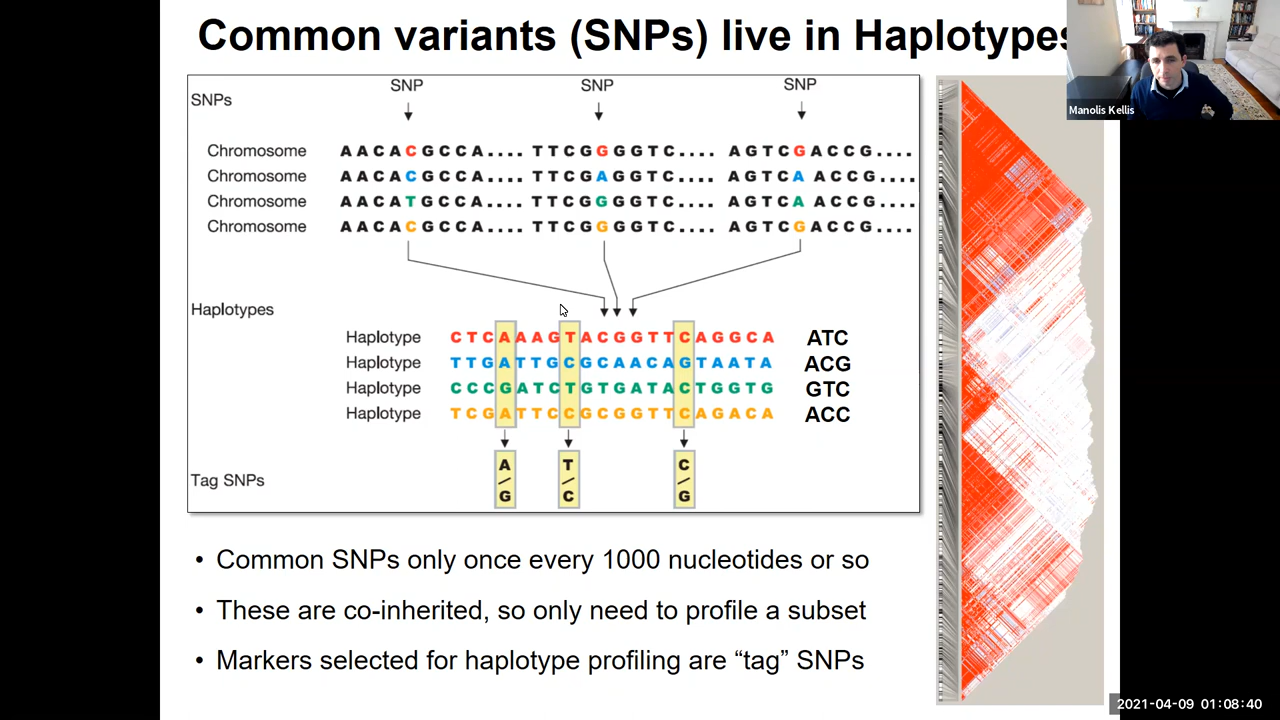 Common variants (SNPs) live in Haplotypes
Manolis Kellis
SNPs
SNP SNP SNP
Chromosome AACACGCCA.... TTCGGGGTC.... AGTCGACCG....
Chromosome AACACGCCA.... TTCGAGGTC.... AGTCAACCG....
Chromosome AACATGCCA.... TTCGGGGTC.... AGTCAACCG....
Chromosome AACACGCCA.... TTCGGGGTC.... AGTCGACCG....
Haplotypes
Haplotype CTCAAAGTACGGTTCAGGCA ATC
Haplotype TTGATTGCGCAACAGTAATA ACG
Haplotype CCCGATCTGTGATACTGGTG GTC
Haplotype TCGATTCCGCGGTTCAGACA ACC
Tag SNPs
A/G T/C C/G
• Common SNPs only once every 1000 nucleotides or so
• These are co-inherited, so only need to profile a subset
• Markers selected for haplotype profiling are “tag” SNPs
2021-04-09 01:08:40